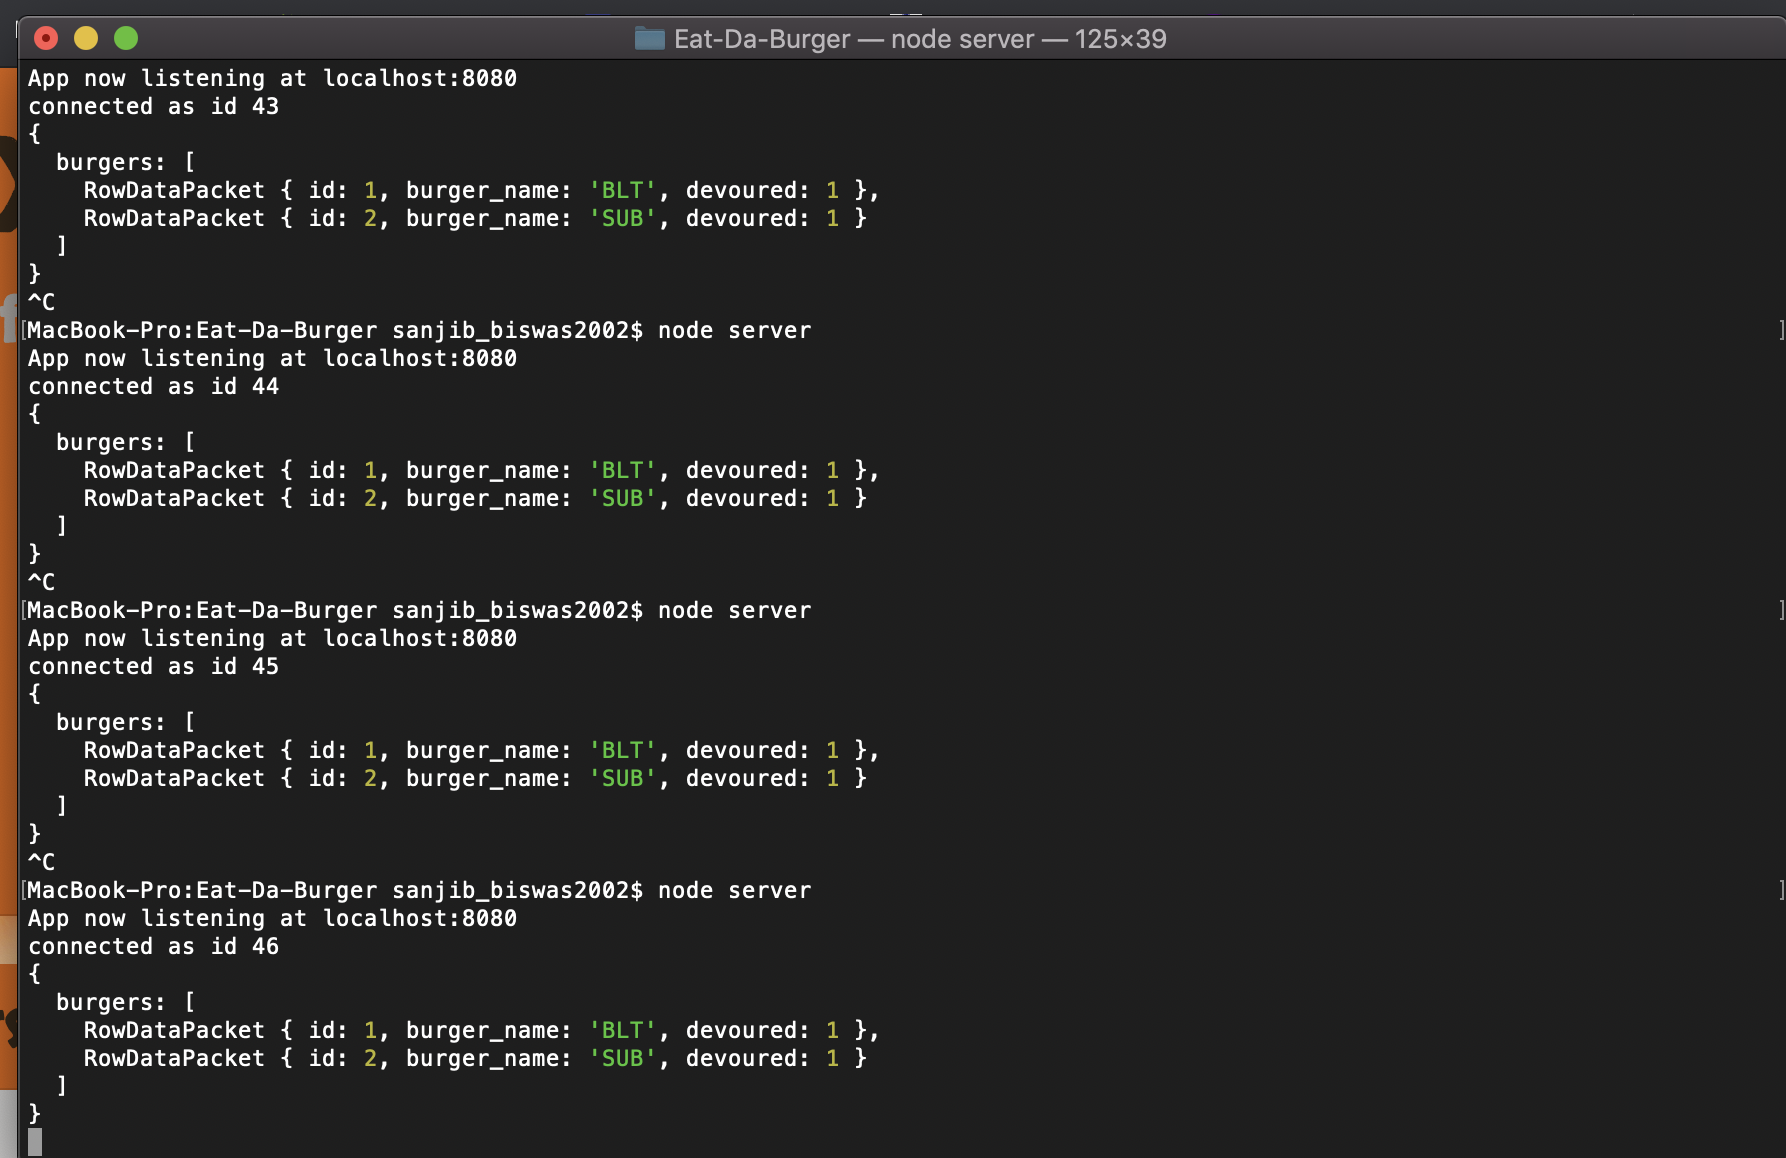 Eat-Da-Burger — node server — 125×39
App now listening at localhost:8080
connected as id 43
{
  burgers: [
    RowDataPacket { id: 1, burger_name: 'BLT', devoured: 1 },
    RowDataPacket { id: 2, burger_name: 'SUB', devoured: 1 }
  ]
}
^C
[MacBook-Pro:Eat-Da-Burger sanjib_biswas2002$ node server ]
App now listening at localhost:8080
connected as id 44
{
  burgers: [
    RowDataPacket { id: 1, burger_name: 'BLT', devoured: 1 },
    RowDataPacket { id: 2, burger_name: 'SUB', devoured: 1 }
  ]
}
^C
[MacBook-Pro:Eat-Da-Burger sanjib_biswas2002$ node server ]
App now listening at localhost:8080
connected as id 45
{
  burgers: [
    RowDataPacket { id: 1, burger_name: 'BLT', devoured: 1 },
    RowDataPacket { id: 2, burger_name: 'SUB', devoured: 1 }
  ]
}
^C
[MacBook-Pro:Eat-Da-Burger sanjib_biswas2002$ node server ]
App now listening at localhost:8080
connected as id 46
{
  burgers: [
    RowDataPacket { id: 1, burger_name: 'BLT', devoured: 1 },
    RowDataPacket { id: 2, burger_name: 'SUB', devoured: 1 }
  ]
}